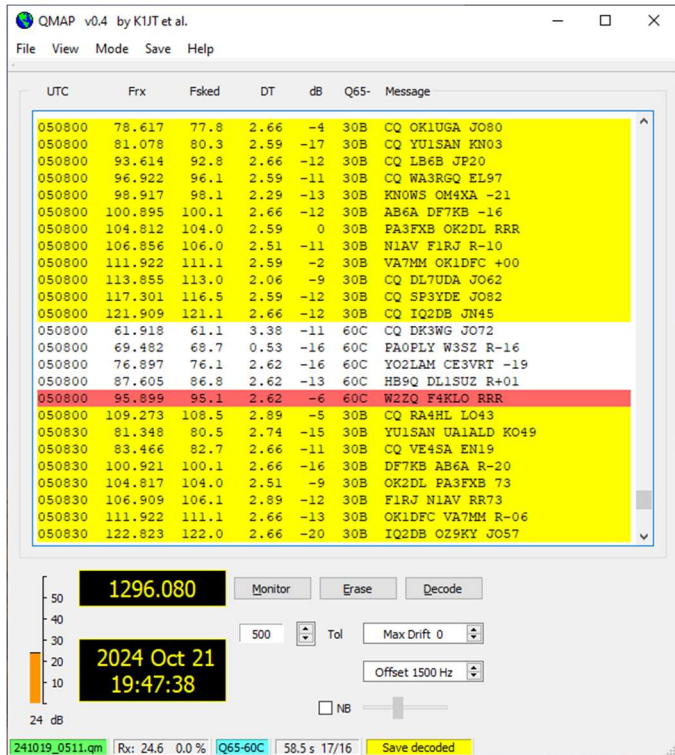 QMAP v0.4 by K1JT et al.
File View Mode Save Help
UTC Frx Fsked DT dB Q65- Message
050800 78.617 77.8 2.66 -4 30B CQ OK1UGA JO80
050800 81.078 80.3 2.59 -17 30B CQ YU1SAN KN03
050800 93.614 92.8 2.66 -12 30B CQ LB6B JP20
050800 96.922 96.1 2.59 -11 30B CQ WA3RGQ EL97
050800 98.917 98.1 2.29 -13 30B KN0WS OM4XA -21
050800 100.895 100.1 2.66 -12 30B AB6A DF7KB -16
050800 104.812 104.0 2.59 0 30B PA3FXB OK2DL RRR
050800 106.856 106.0 2.51 -11 30B N1AV F1RJ R-10
050800 111.922 111.1 2.59 -2 30B VA7MM OK1DFC +00
050800 113.855 113.0 2.06 -9 30B CQ DL7UDA JO62
050800 117.301 116.5 2.59 -12 30B CQ SP3YDE JO82
050800 121.909 121.1 2.66 -12 30B CQ IQ2DB JN45
050800 61.918 61.1 3.38 -11 60C CQ DK3WG JO72
050800 69.482 68.7 0.53 -16 60C PA0PLY W3SZ R-16
050800 76.897 76.1 2.62 -16 60C YO2LAM CE3VRT -19
050800 87.605 86.8 2.62 -13 60C HB9Q DL1SUZ R+01
050800 95.899 95.1 2.62 -6 60C W2ZQ F4KLO RRR
050800 109.273 108.5 2.89 -5 30B CQ RA4HL LO43
050830 81.348 80.5 2.74 -15 30B YU1SAN UA1ALD KO49
050830 83.466 82.7 2.66 -11 30B CQ VE4SA EN19
050830 100.921 100.1 2.66 -16 30B DF7KB AB6A R-20
050830 104.817 104.0 2.51 -9 30B OK2DL PA3FXB 73
050830 106.909 106.1 2.89 -12 30B F1RJ N1AV RR73
050830 111.922 111.1 2.66 -13 30B OK1DFC VA7MM R-06
050830 122.823 122.0 2.66 -20 30B IQ2DB OZ9KY JO57
1296.080 Monitor Erase Decode
50
40
30
20
10
500 Tol Max Drift 0
2024 Oct 21
19:47:38
Offset 1500 Hz
NB
24 dB
241019_0511.qm Rx: 24.6 0.0 % Q65-60C 58.5 s 17/16 Save decoded